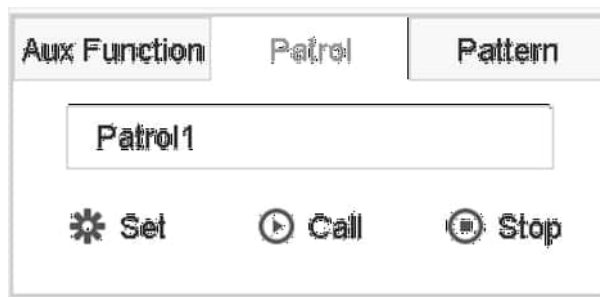 Aux Function Patrol Pattern
Patrol1
Set Call Stop